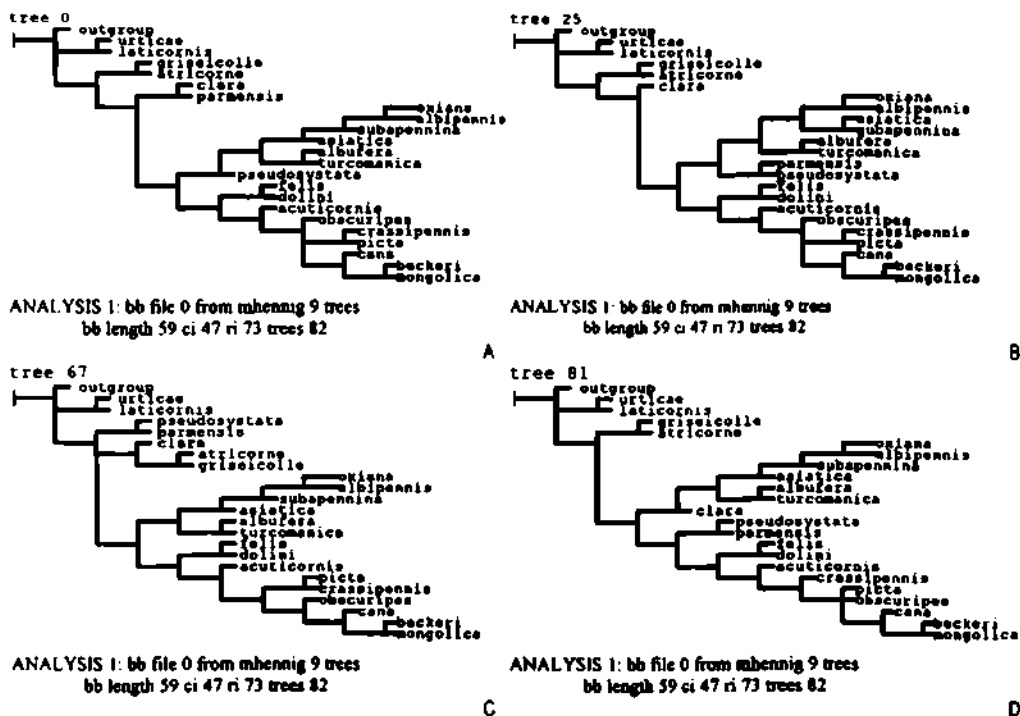 tree 0
outgroup
urticae
laticornis
griseicolle
atricorne
clara
parmensis
oxiana
albipennis
subapennina
asiatica
albufera
turcomanica
pseudosystata
felis
dolini
acuticornis
obscuripes
crassipennis
picta
cana
beckeri
mongolica
ANALYSIS 1: bb file 0 from mhennig 9 trees
bb length 59 ci 47 ri 73 trees 82
A
tree 25
outgroup
urticae
laticornis
griseicolle
atricorne
clara
oxiana
albipennis
asiatica
subapennina
albufera
turcomanica
parmensis
pseudosystata
felis
dolini
acuticornis
obscuripes
crassipennis
picta
cana
beckeri
mongolica
ANALYSIS 1: bb file 0 from mhennig 9 trees
bb length 59 ci 47 ri 73 trees 82
B
tree 67
outgroup
urticae
laticornis
pseudosystata
parmensis
clara
atricorne
griseicolle
oxiana
albipennis
subapennina
asiatica
albufera
turcomanica
felis
dolini
acuticornis
picta
crassipennis
obscuripes
cana
beckeri
mongolica
ANALYSIS 1: bb file 0 from mhennig 9 trees
bb length 59 ci 47 ri 73 trees 82
C
tree 81
outgroup
urticae
laticornis
griseicolle
atricorne
oxiana
albipennis
subapennina
asiatica
albufera
turcomanica
clara
pseudosystata
parmensis
felis
dolini
acuticornis
crassipennis
picta
obscuripes
cana
beckeri
mongolica
ANALYSIS 1: bb file 0 from mhennig 9 trees
bb length 59 ci 47 ri 73 trees 82
D